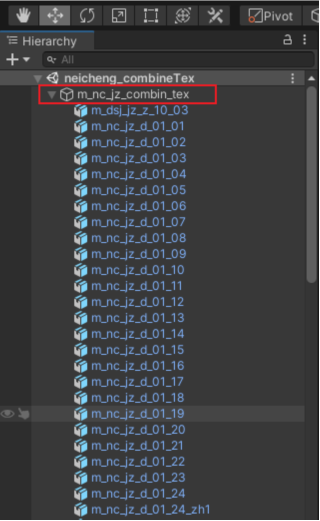 Pivot
Hierarchy
All
neicheng_combineTex
m_nc_jz_combin_tex
m_dsj_jz_z_10_03
m_nc_jz_d_01_01
m_nc_jz_d_01_02
m_nc_jz_d_01_03
m_nc_jz_d_01_04
m_nc_jz_d_01_05
m_nc_jz_d_01_06
m_nc_jz_d_01_07
m_nc_jz_d_01_08
m_nc_jz_d_01_09
m_nc_jz_d_01_10
m_nc_jz_d_01_11
m_nc_jz_d_01_12
m_nc_jz_d_01_13
m_nc_jz_d_01_14
m_nc_jz_d_01_15
m_nc_jz_d_01_16
m_nc_jz_d_01_17
m_nc_jz_d_01_18
m_nc_jz_d_01_19
m_nc_jz_d_01_20
m_nc_jz_d_01_21
m_nc_jz_d_01_22
m_nc_jz_d_01_23
m_nc_jz_d_01_24
m_nc_jz_d_01_24_zh1